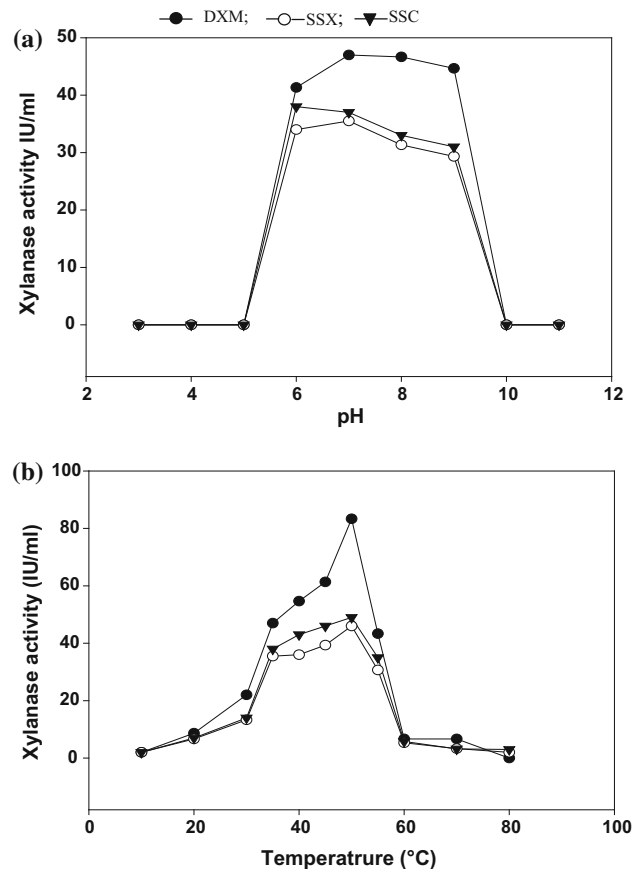 DXM; SSX; SSC
(a)
50
40
30
20
10
0
Xylanase activity IU/ml
2 4 6 8 10 12
pH
(b)
100
80
60
40
20
0
Xylanase activity (IU/ml)
0 20 40 60 80 100
Temperatrure (°C)